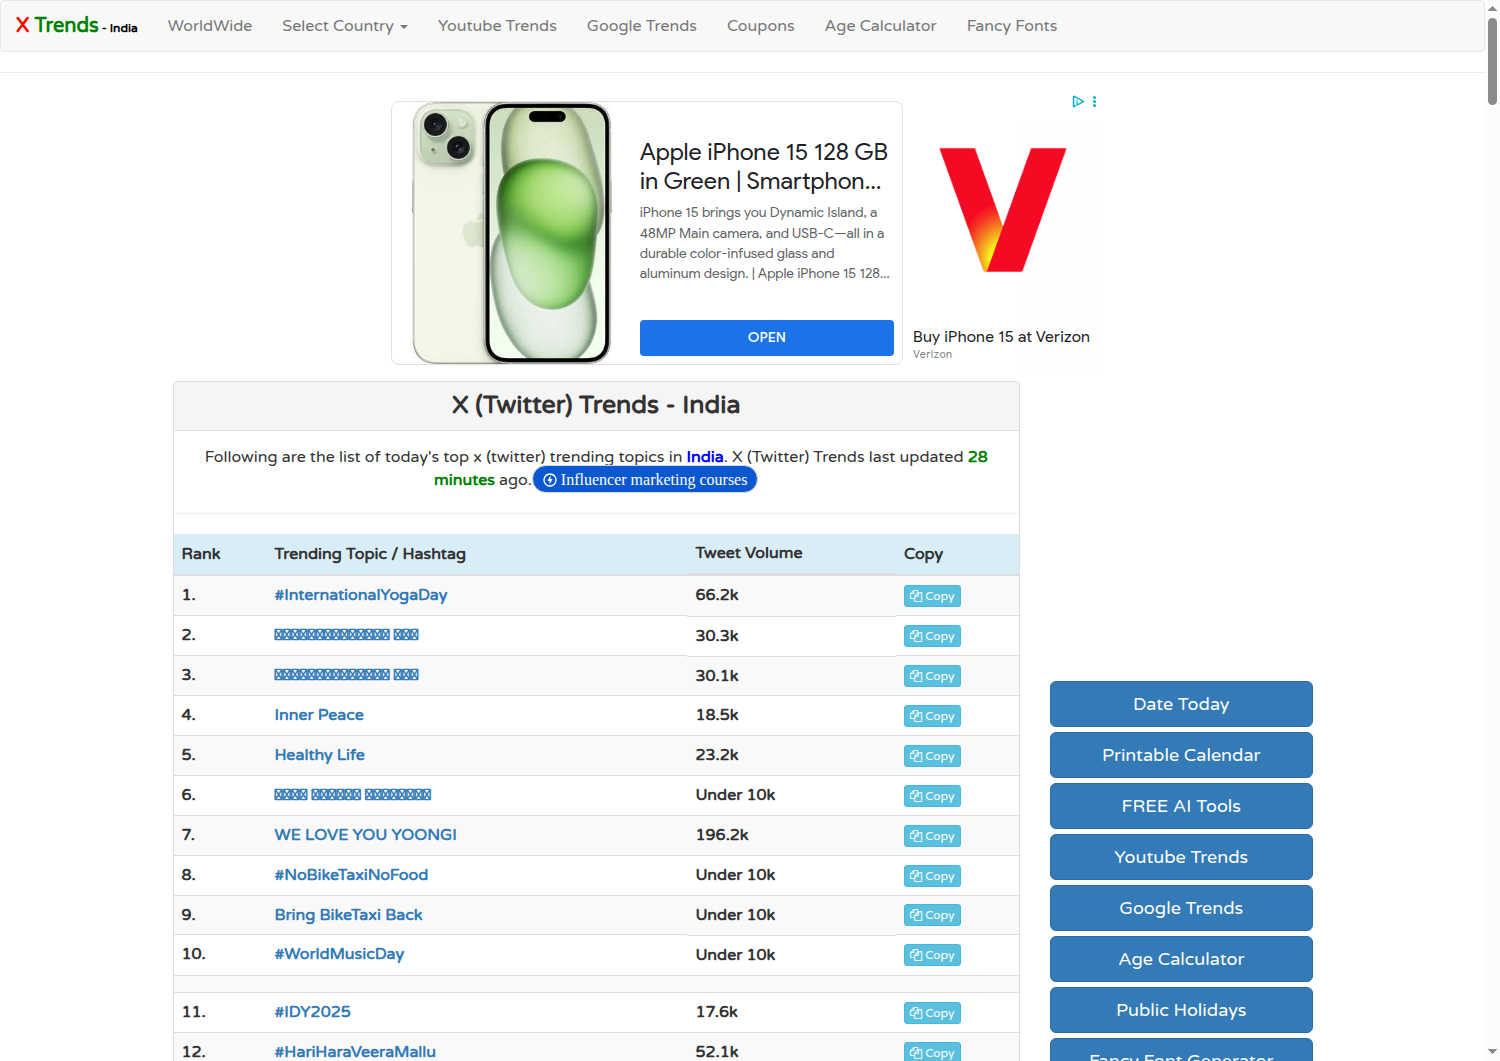 X Trends - India
WorldWide
Select Country
Youtube Trends
Google Trends
Coupons
Age Calculator
Fancy Fonts
Apple iPhone 15 128 GB
in Green | Smartphon...
iPhone 15 brings you Dynamic Island, a
48MP Main camera, and USB-C—all in a
durable color-infused glass and
aluminum design. | Apple iPhone 15 128...
OPEN
Buy iPhone 15 at Verizon
Verizon
X (Twitter) Trends - India
Following are the list of today's top x (twitter) trending topics in India. X (Twitter) Trends last updated 28
minutes ago. Influencer marketing courses
Rank Trending Topic / Hashtag Tweet Volume Copy
1. #InternationalYogaDay 66.2k Copy
2. 30.3k Copy
3. 30.1k Copy
4. Inner Peace 18.5k Copy
5. Healthy Life 23.2k Copy
6. Under 10k Copy
7. WE LOVE YOU YOONGI 196.2k Copy
8. #NoBikeTaxiNoFood Under 10k Copy
9. Bring BikeTaxi Back Under 10k Copy
10. #WorldMusicDay Under 10k Copy
11. #IDY2025 17.6k Copy
12. #HariHaraVeeraMallu 52.1k Copy
Date Today
Printable Calendar
FREE AI Tools
Youtube Trends
Google Trends
Age Calculator
Public Holidays
Fancy Font Generator